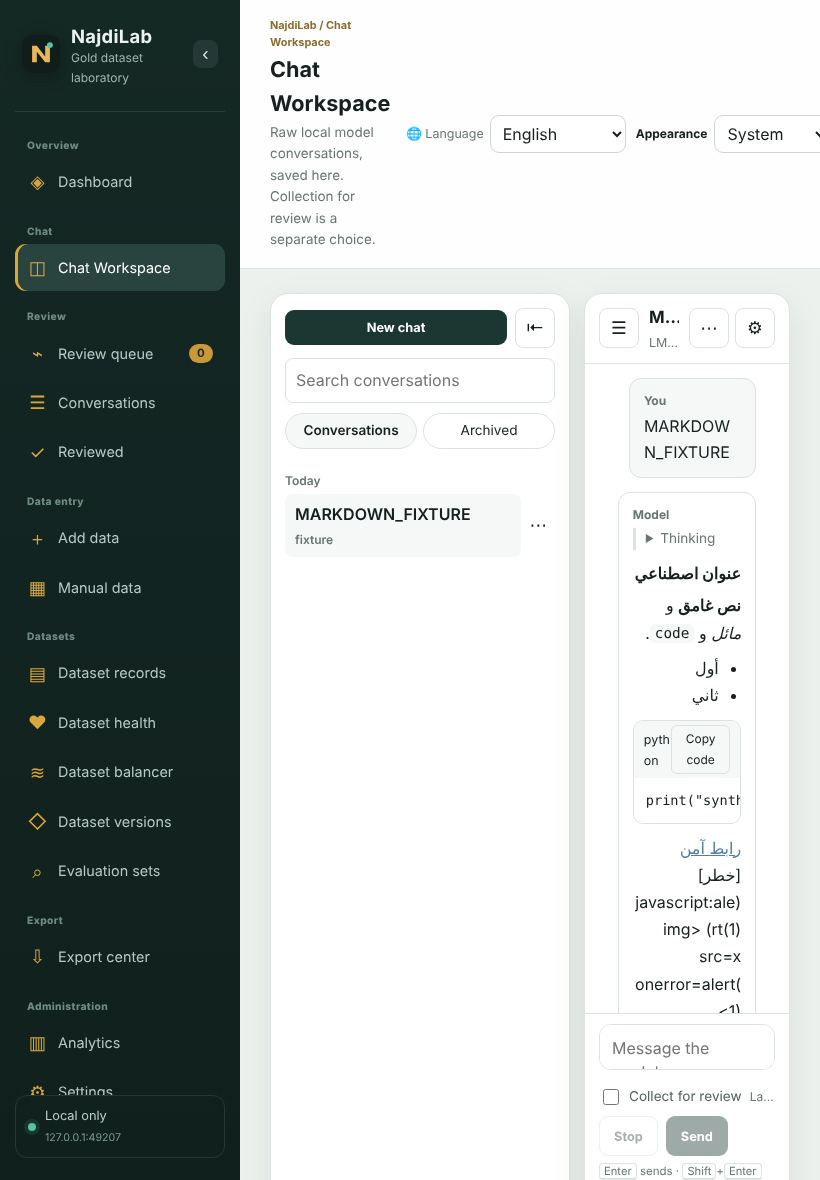 NajdiLab
Gold dataset
laboratory
Overview
Dashboard
Chat
Chat Workspace
Review
Review queue 0
Conversations
Reviewed
Data entry
Add data
Manual data
Datasets
Dataset records
Dataset health
Dataset balancer
Dataset versions
Evaluation sets
Export
Export center
Administration
Analytics
Settings
Local only
127.0.0.1:49207
NajdiLab / Chat
Workspace
Chat
Workspace
Raw local model
conversations,
saved here.
Collection for
review is a
separate choice.
Language English Appearance System
New chat
Search conversations
Conversations Archived
Today
MARKDOWN_FIXTURE
fixture
M...
LM...
You
MARKDOW
N_FIXTURE
Model
Thinking
عنوان اصطناعي
نص غامق و
مائل و code.
أول
ثاني
pyth
on
Copy
code
print("synth
رابط آمن
[خطر]
(javascript:ale
rt(1)) <img
src=x
onerror=alert(
1)>
Message the
Collect for review La...
Stop Send
Enter sends · Shift+Enter